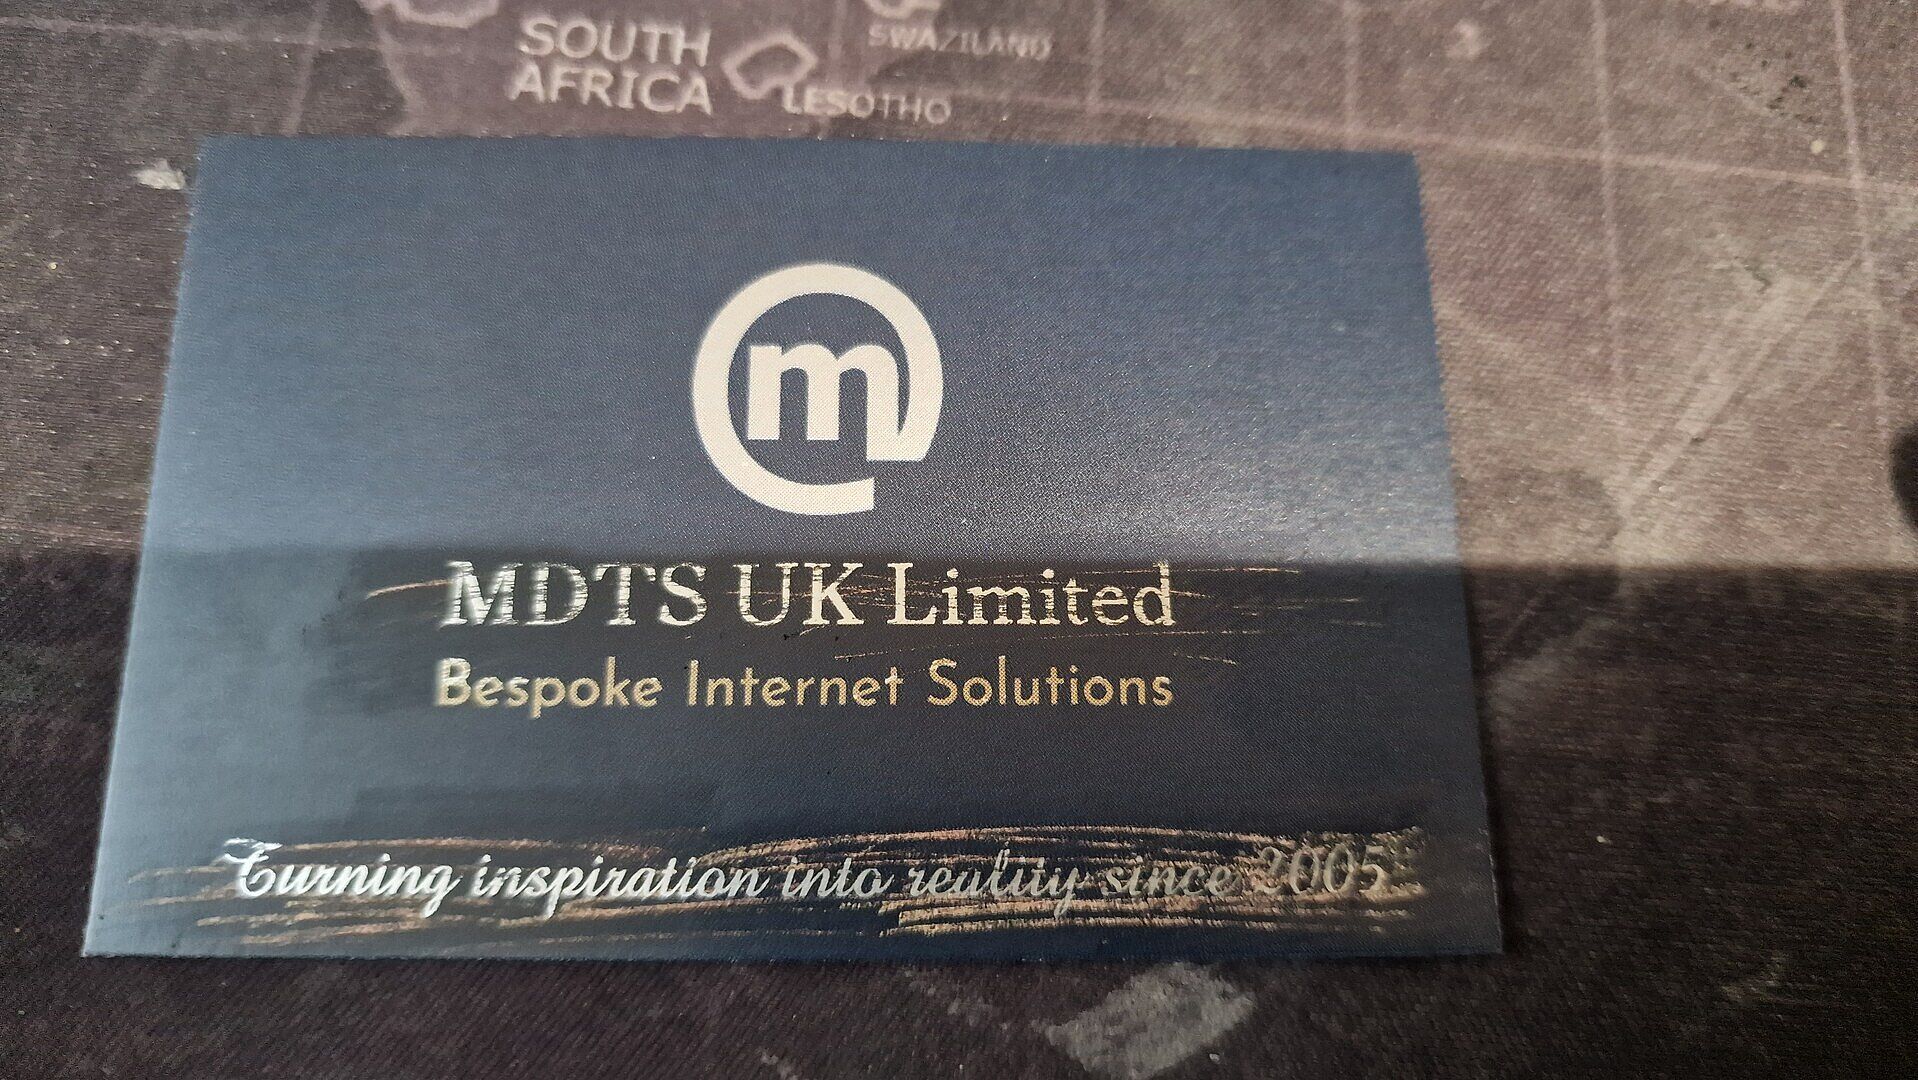 SOUTH
AFRICA
SWAZILAND
LESOTHO
m
MDTS UK Limited
Bespoke Internet Solutions
Turning inspiration into reality since 2005